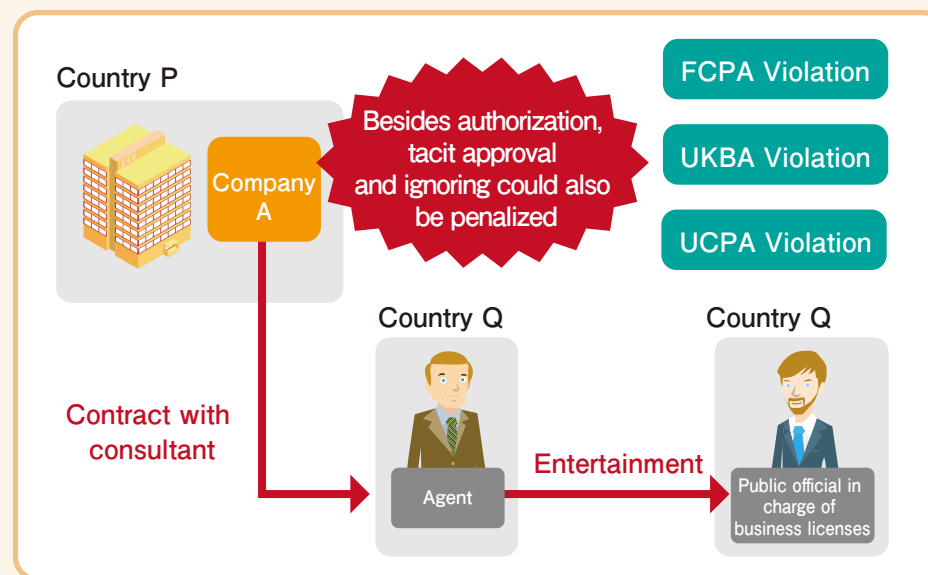 Country P
Company
A
Besides authorization,
tacit approval
and ignoring could also
be penalized
FCPA Violation
UKBA Violation
UCPA Violation
Contract with
consultant
Country Q
Agent
Entertainment
Country Q
Public official in
charge of
business licenses